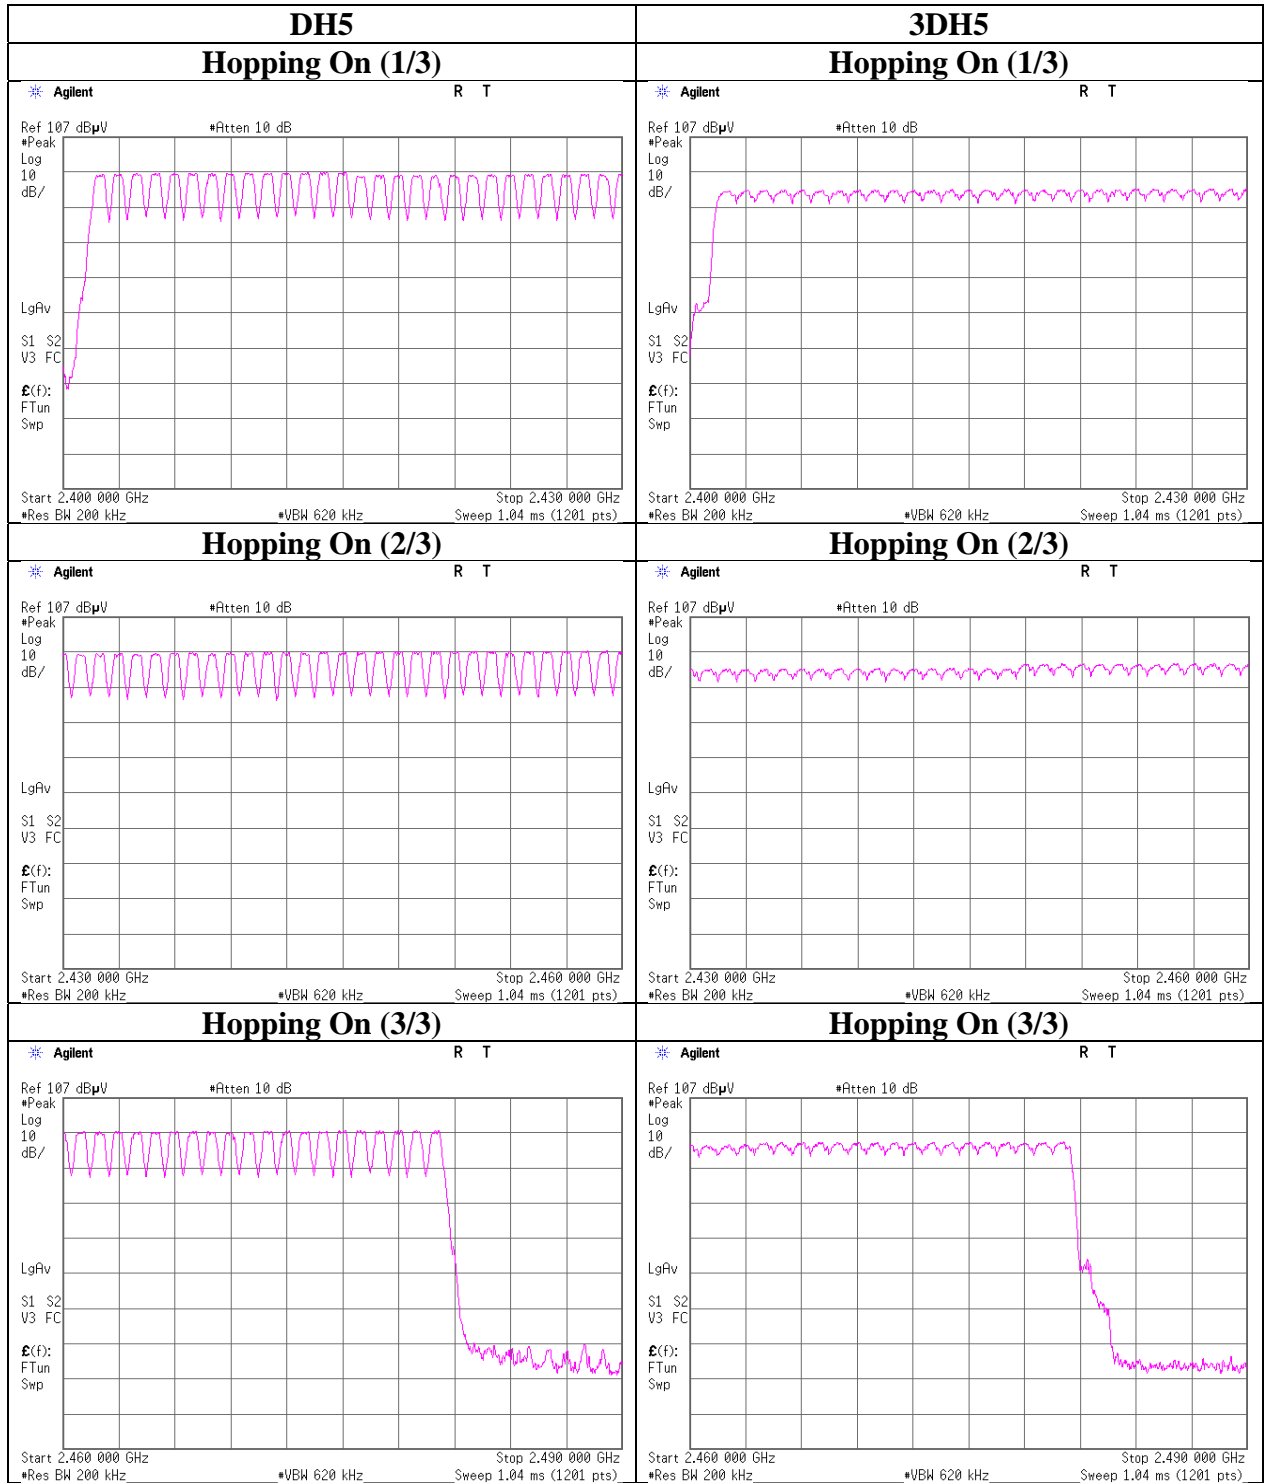 DH5 3DH5
Hopping On (1/3) Hopping On (1/3)
Agilent R T
Ref 107 dBµV #Atten 10 dB
#Peak
Log
10
dB/
LgAv
S1 S2
V3 FC
£(f):
FTun
Swp
Start 2.400 000 GHz Stop 2.430 000 GHz
#Res BW 200 kHz #VBW 620 kHz Sweep 1.04 ms (1201 pts)
Agilent R T
Ref 107 dBµV #Atten 10 dB
#Peak
Log
10
dB/
LgAv
S1 S2
V3 FC
£(f):
FTun
Swp
Start 2.400 000 GHz Stop 2.430 000 GHz
#Res BW 200 kHz #VBW 620 kHz Sweep 1.04 ms (1201 pts)
Hopping On (2/3) Hopping On (2/3)
Agilent R T
Ref 107 dBµV #Atten 10 dB
#Peak
Log
10
dB/
LgAv
S1 S2
V3 FC
£(f):
FTun
Swp
Start 2.430 000 GHz Stop 2.460 000 GHz
#Res BW 200 kHz #VBW 620 kHz Sweep 1.04 ms (1201 pts)
Agilent R T
Ref 107 dBµV #Atten 10 dB
#Peak
Log
10
dB/
LgAv
S1 S2
V3 FC
£(f):
FTun
Swp
Start 2.430 000 GHz Stop 2.460 000 GHz
#Res BW 200 kHz #VBW 620 kHz Sweep 1.04 ms (1201 pts)
Hopping On (3/3) Hopping On (3/3)
Agilent R T
Ref 107 dBµV #Atten 10 dB
#Peak
Log
10
dB/
LgAv
S1 S2
V3 FC
£(f):
FTun
Swp
Start 2.460 000 GHz Stop 2.490 000 GHz
#Res BW 200 kHz #VBW 620 kHz Sweep 1.04 ms (1201 pts)
Agilent R T
Ref 107 dBµV #Atten 10 dB
#Peak
Log
10
dB/
LgAv
S1 S2
V3 FC
£(f):
FTun
Swp
Start 2.460 000 GHz Stop 2.490 000 GHz
#Res BW 200 kHz #VBW 620 kHz Sweep 1.04 ms (1201 pts)